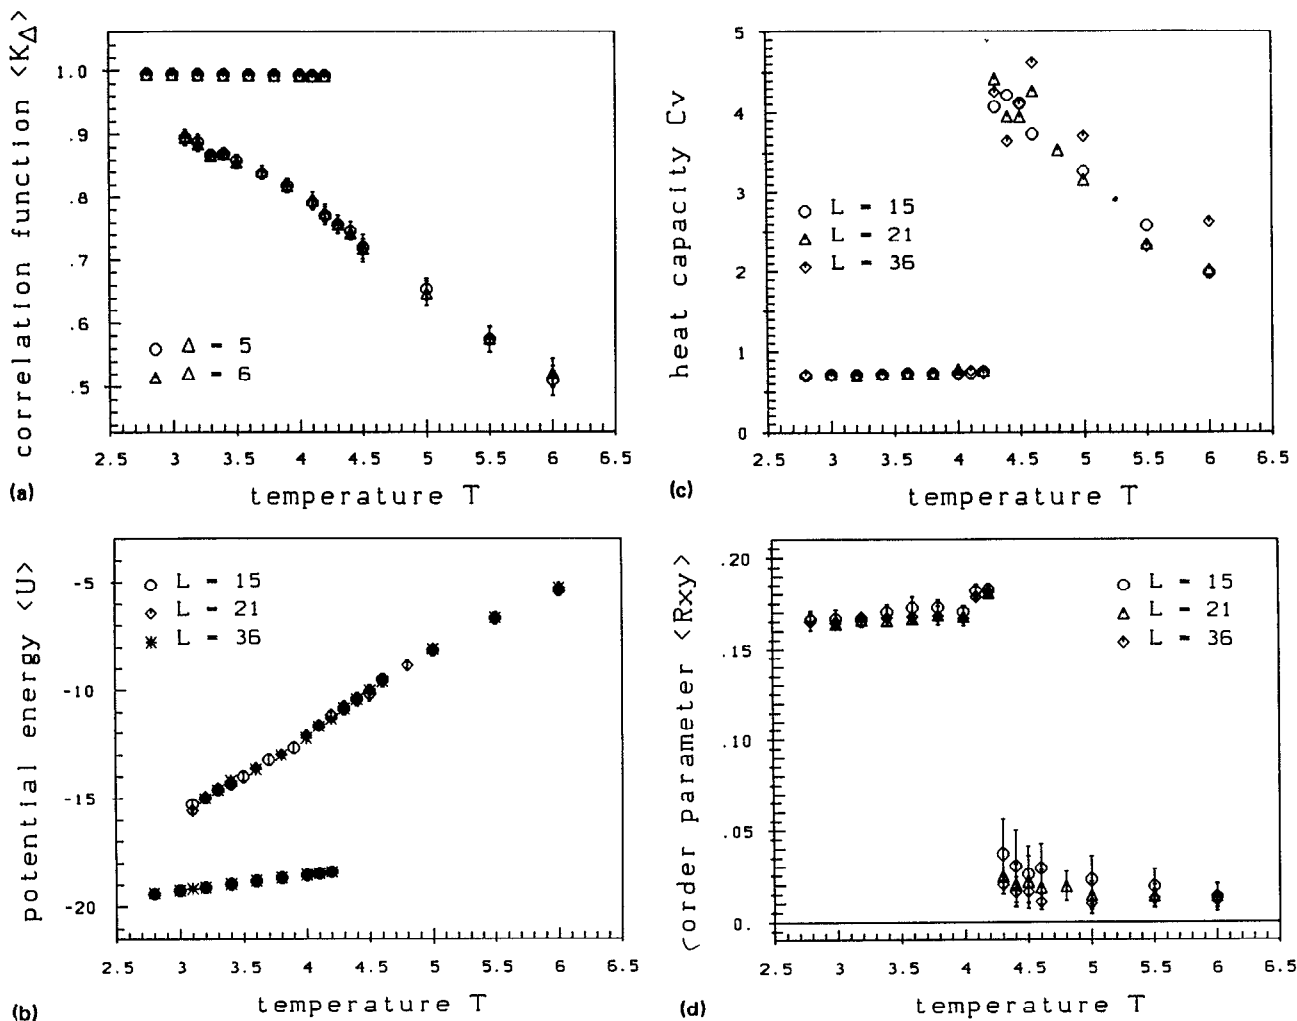 correlation function <K△>
1.0
.9
.8
.7
.6
.5
○ △ = 5
△ △ = 6
2.5 3 3.5 4 4.5 5 5.5 6 6.5
temperature T
(a)
heat capacity Cv
5
4
3
2
1
0
○ L = 15
△ L = 21
◇ L = 36
2.5 3 3.5 4 4.5 5 5.5 6 6.5
temperature T
(c)
potential energy <U>
-5
-10
-15
-20
○ L = 15
◇ L = 21
* L = 36
2.5 3 3.5 4 4.5 5 5.5 6 6.5
temperature T
(b)
(order parameter <Rxy>
.20
.15
.10
.05
0.
○ L = 15
△ L = 21
◇ L = 36
2.5 3 3.5 4 4.5 5 5.5 6 6.5
temperature T
(d)